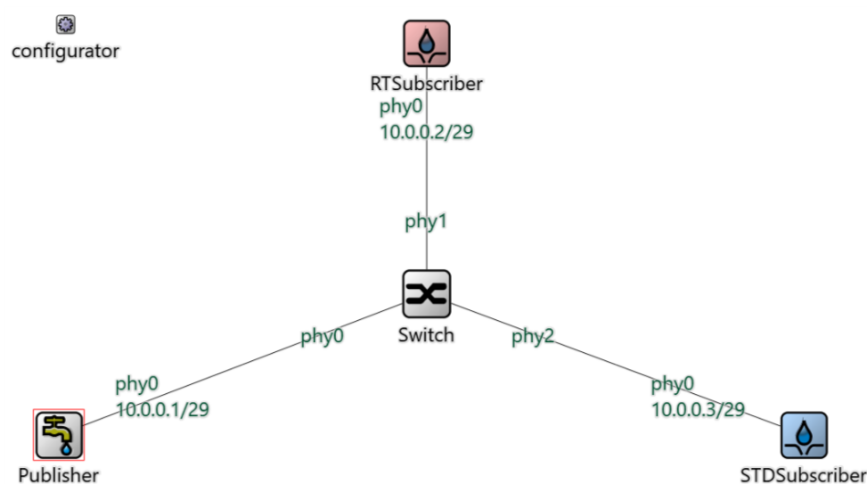 configurator
RTSubscriber
phy0
10.0.0.2/29
phy1
Switch
phy0
phy2
phy0
10.0.0.1/29
phy0
10.0.0.3/29
Publisher
STDSubscriber